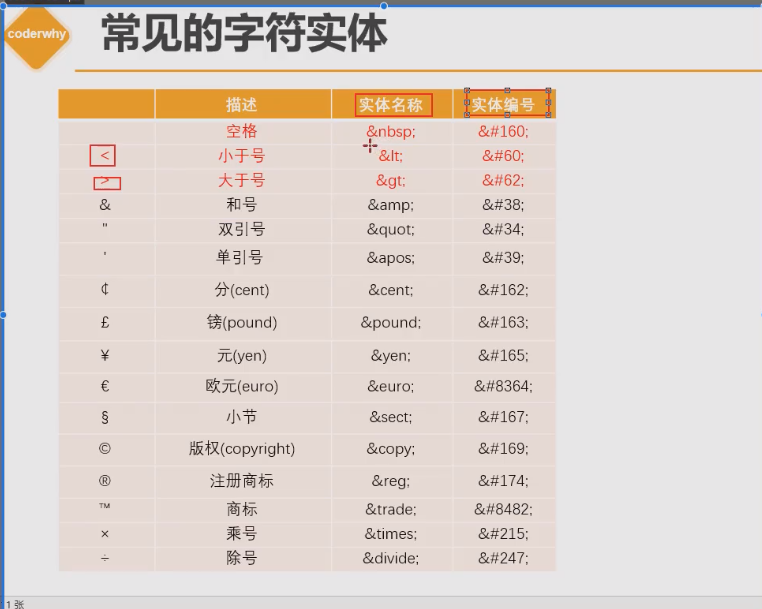 coderwhy
常见的字符实体
描述 实体名称 实体编号
空格 &nbsp; &#160;
< 小于号 &lt; &#60;
> 大于号 &gt; &#62;
& 和号 &amp; &#38;
" 双引号 &quot; &#34;
' 单引号 &apos; &#39;
¢ 分(cent) &cent; &#162;
£ 镑(pound) &pound; &#163;
¥ 元(yen) &yen; &#165;
€ 欧元(euro) &euro; &#8364;
§ 小节 &sect; &#167;
© 版权(copyright) &copy; &#169;
® 注册商标 &reg; &#174;
™ 商标 &trade; &#8482;
× 乘号 &times; &#215;
÷ 除号 &divide; &#247;
1 张